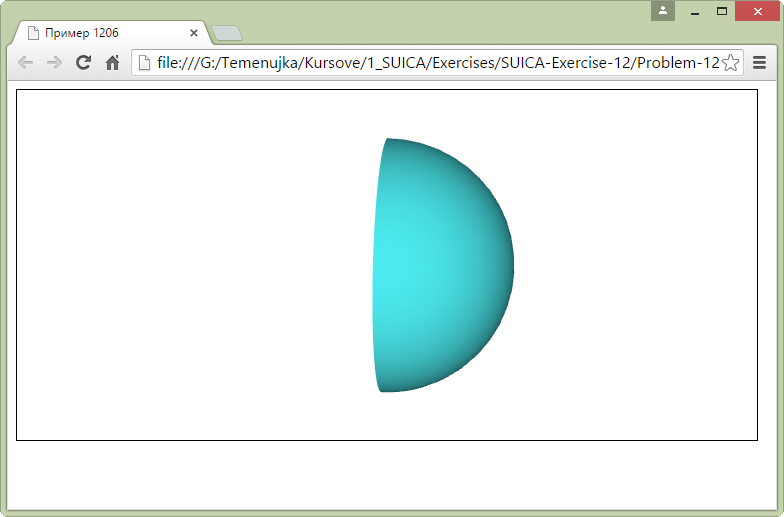 Пример 1206
file:///G:/Temenujka/Kursove/1_SUICA/Exercises/SUICA-Exercise-12/Problem-12